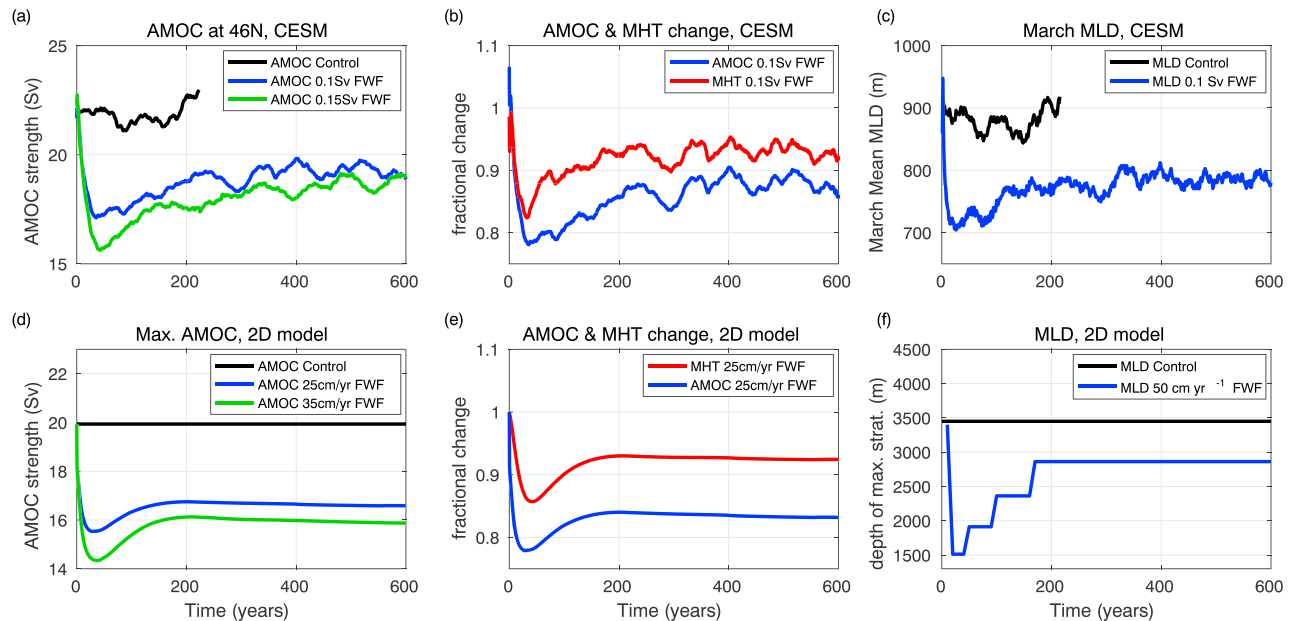 (a)
AMOC at 46N, CESM
AMOC strength (Sv)
25
20
15
0
200
400
600
AMOC Control
AMOC 0.1Sv FWF
AMOC 0.15Sv FWF
(b)
AMOC & MHT change, CESM
fractional change
1.1
1
0.9
0.8
0
200
400
600
AMOC 0.1Sv FWF
MHT 0.1Sv FWF
(c)
March MLD, CESM
March Mean MLD (m)
1000
900
800
700
0
200
400
600
MLD Control
MLD 0.1 Sv FWF
(d)
Max. AMOC, 2D model
AMOC strength (Sv)
22
20
18
16
14
0
200
400
600
Time (years)
AMOC Control
AMOC 25cm/yr FWF
AMOC 35cm/yr FWF
(e)
AMOC & MHT change, 2D model
fractional change
1.1
1
0.9
0.8
0
200
400
600
Time (years)
MHT 25cm/yr FWF
AMOC 25cm/yr FWF
(f)
MLD, 2D model
depth of max. strat. (m)
4500
4000
3500
3000
2500
2000
1500
0
200
400
600
Time (years)
MLD Control
MLD 50 cm yr -1 FWF